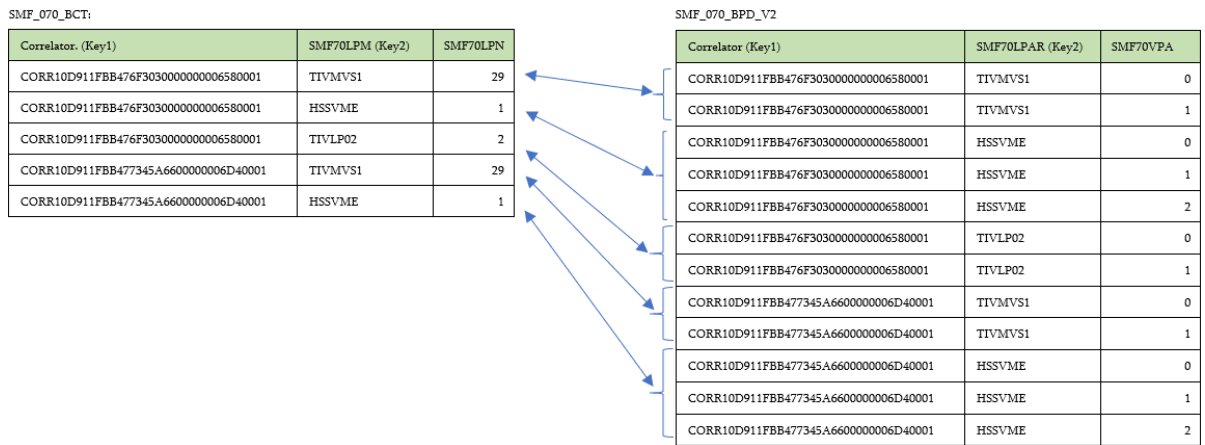 SMF_070_BCT:
Correlator. (Key1) SMF70LPM (Key2) SMF70LPN
CORR10D911FBB476F3030000000006580001 TIVMVS1 29
CORR10D911FBB476F3030000000006580001 HSSVME 1
CORR10D911FBB476F3030000000006580001 TIVLP02 2
CORR10D911FBB477345A6600000006D40001 TIVMVS1 29
CORR10D911FBB477345A6600000006D40001 HSSVME 1
SMF_070_BPD_V2
Correlator (Key1) SMF70LPAR (Key2) SMF70VPA
CORR10D911FBB476F3030000000006580001 TIVMVS1 0
CORR10D911FBB476F3030000000006580001 TIVMVS1 1
CORR10D911FBB476F3030000000006580001 HSSVME 0
CORR10D911FBB476F3030000000006580001 HSSVME 1
CORR10D911FBB476F3030000000006580001 HSSVME 2
CORR10D911FBB476F3030000000006580001 TIVLP02 0
CORR10D911FBB476F3030000000006580001 TIVLP02 1
CORR10D911FBB477345A6600000006D40001 TIVMVS1 0
CORR10D911FBB477345A6600000006D40001 TIVMVS1 1
CORR10D911FBB477345A6600000006D40001 HSSVME 0
CORR10D911FBB477345A6600000006D40001 HSSVME 1
CORR10D911FBB477345A6600000006D40001 HSSVME 2